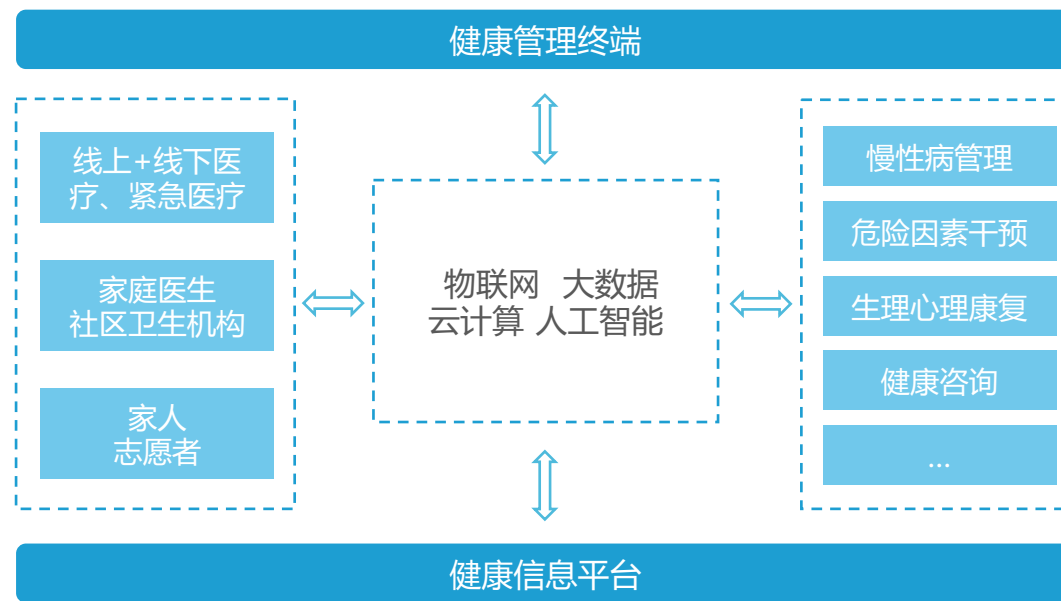 健康管理终端
线上+线下医
疗、紧急医疗
家庭医生
社区卫生机构
家人
志愿者
物联网 大数据
云计算 人工智能
慢性病管理
危险因素干预
生理心理康复
健康咨询
...
健康信息平台